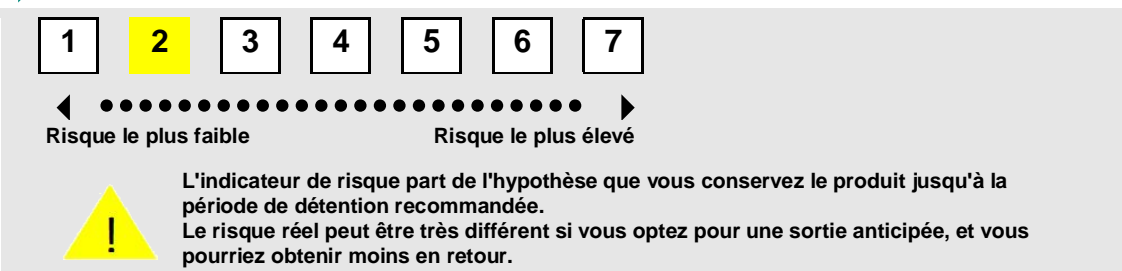 1 2 3 4 5 6 7
Risque le plus faible Risque le plus élevé
L'indicateur de risque part de l'hypothèse que vous conservez le produit jusqu'à la
période de détention recommandée.
Le risque réel peut être très différent si vous optez pour une sortie anticipée, et vous
pourriez obtenir moins en retour.
!